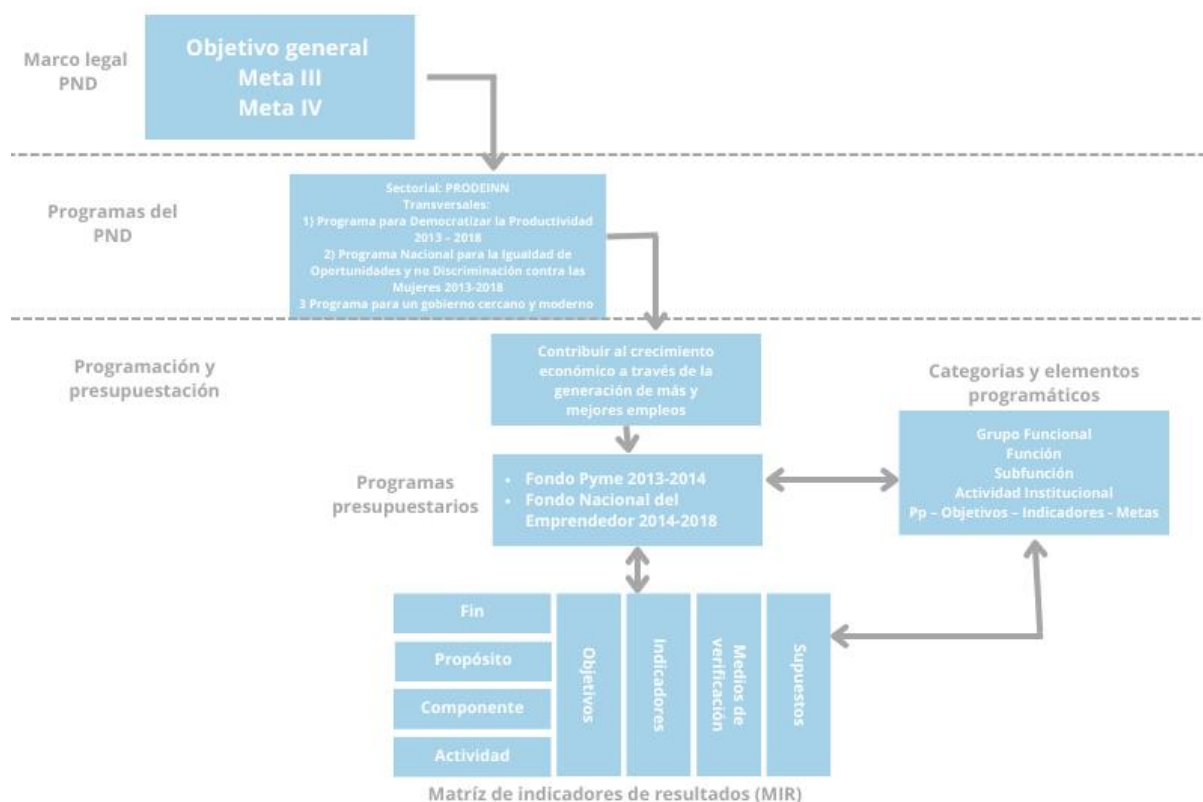 Marco legal
PND
Objetivo general
Meta III
Meta IV
Programas del
PND
Sectorial: PRODEINN
Transversales:
1) Programa para Democratizar la Productividad
2013 - 2018
2) Programa Nacional para la Igualdad de
Oportunidades y no Discriminación contra las
Mujeres 2013-2018
3 Programa para un gobierno cercano y moderno
Programación y
presupuestación
Contribuir al crecimiento
económico a través de la
generación de más y
mejores empleos
Categorias y elementos
programáticos
Grupo Funcional
Función
Subfunción
Actividad Institucional
Pp – Objetivos – Indicadores - Metas
Programas
presupuestarios
• Fondo Pyme 2013-2014
• Fondo Nacional del
Emprendedor 2014-2018
Fin
Propósito
Componente
Actividad
Objetivos
Indicadores
Medios de
verificación
Supuestos
Matríz de indicadores de resultados (MIR)